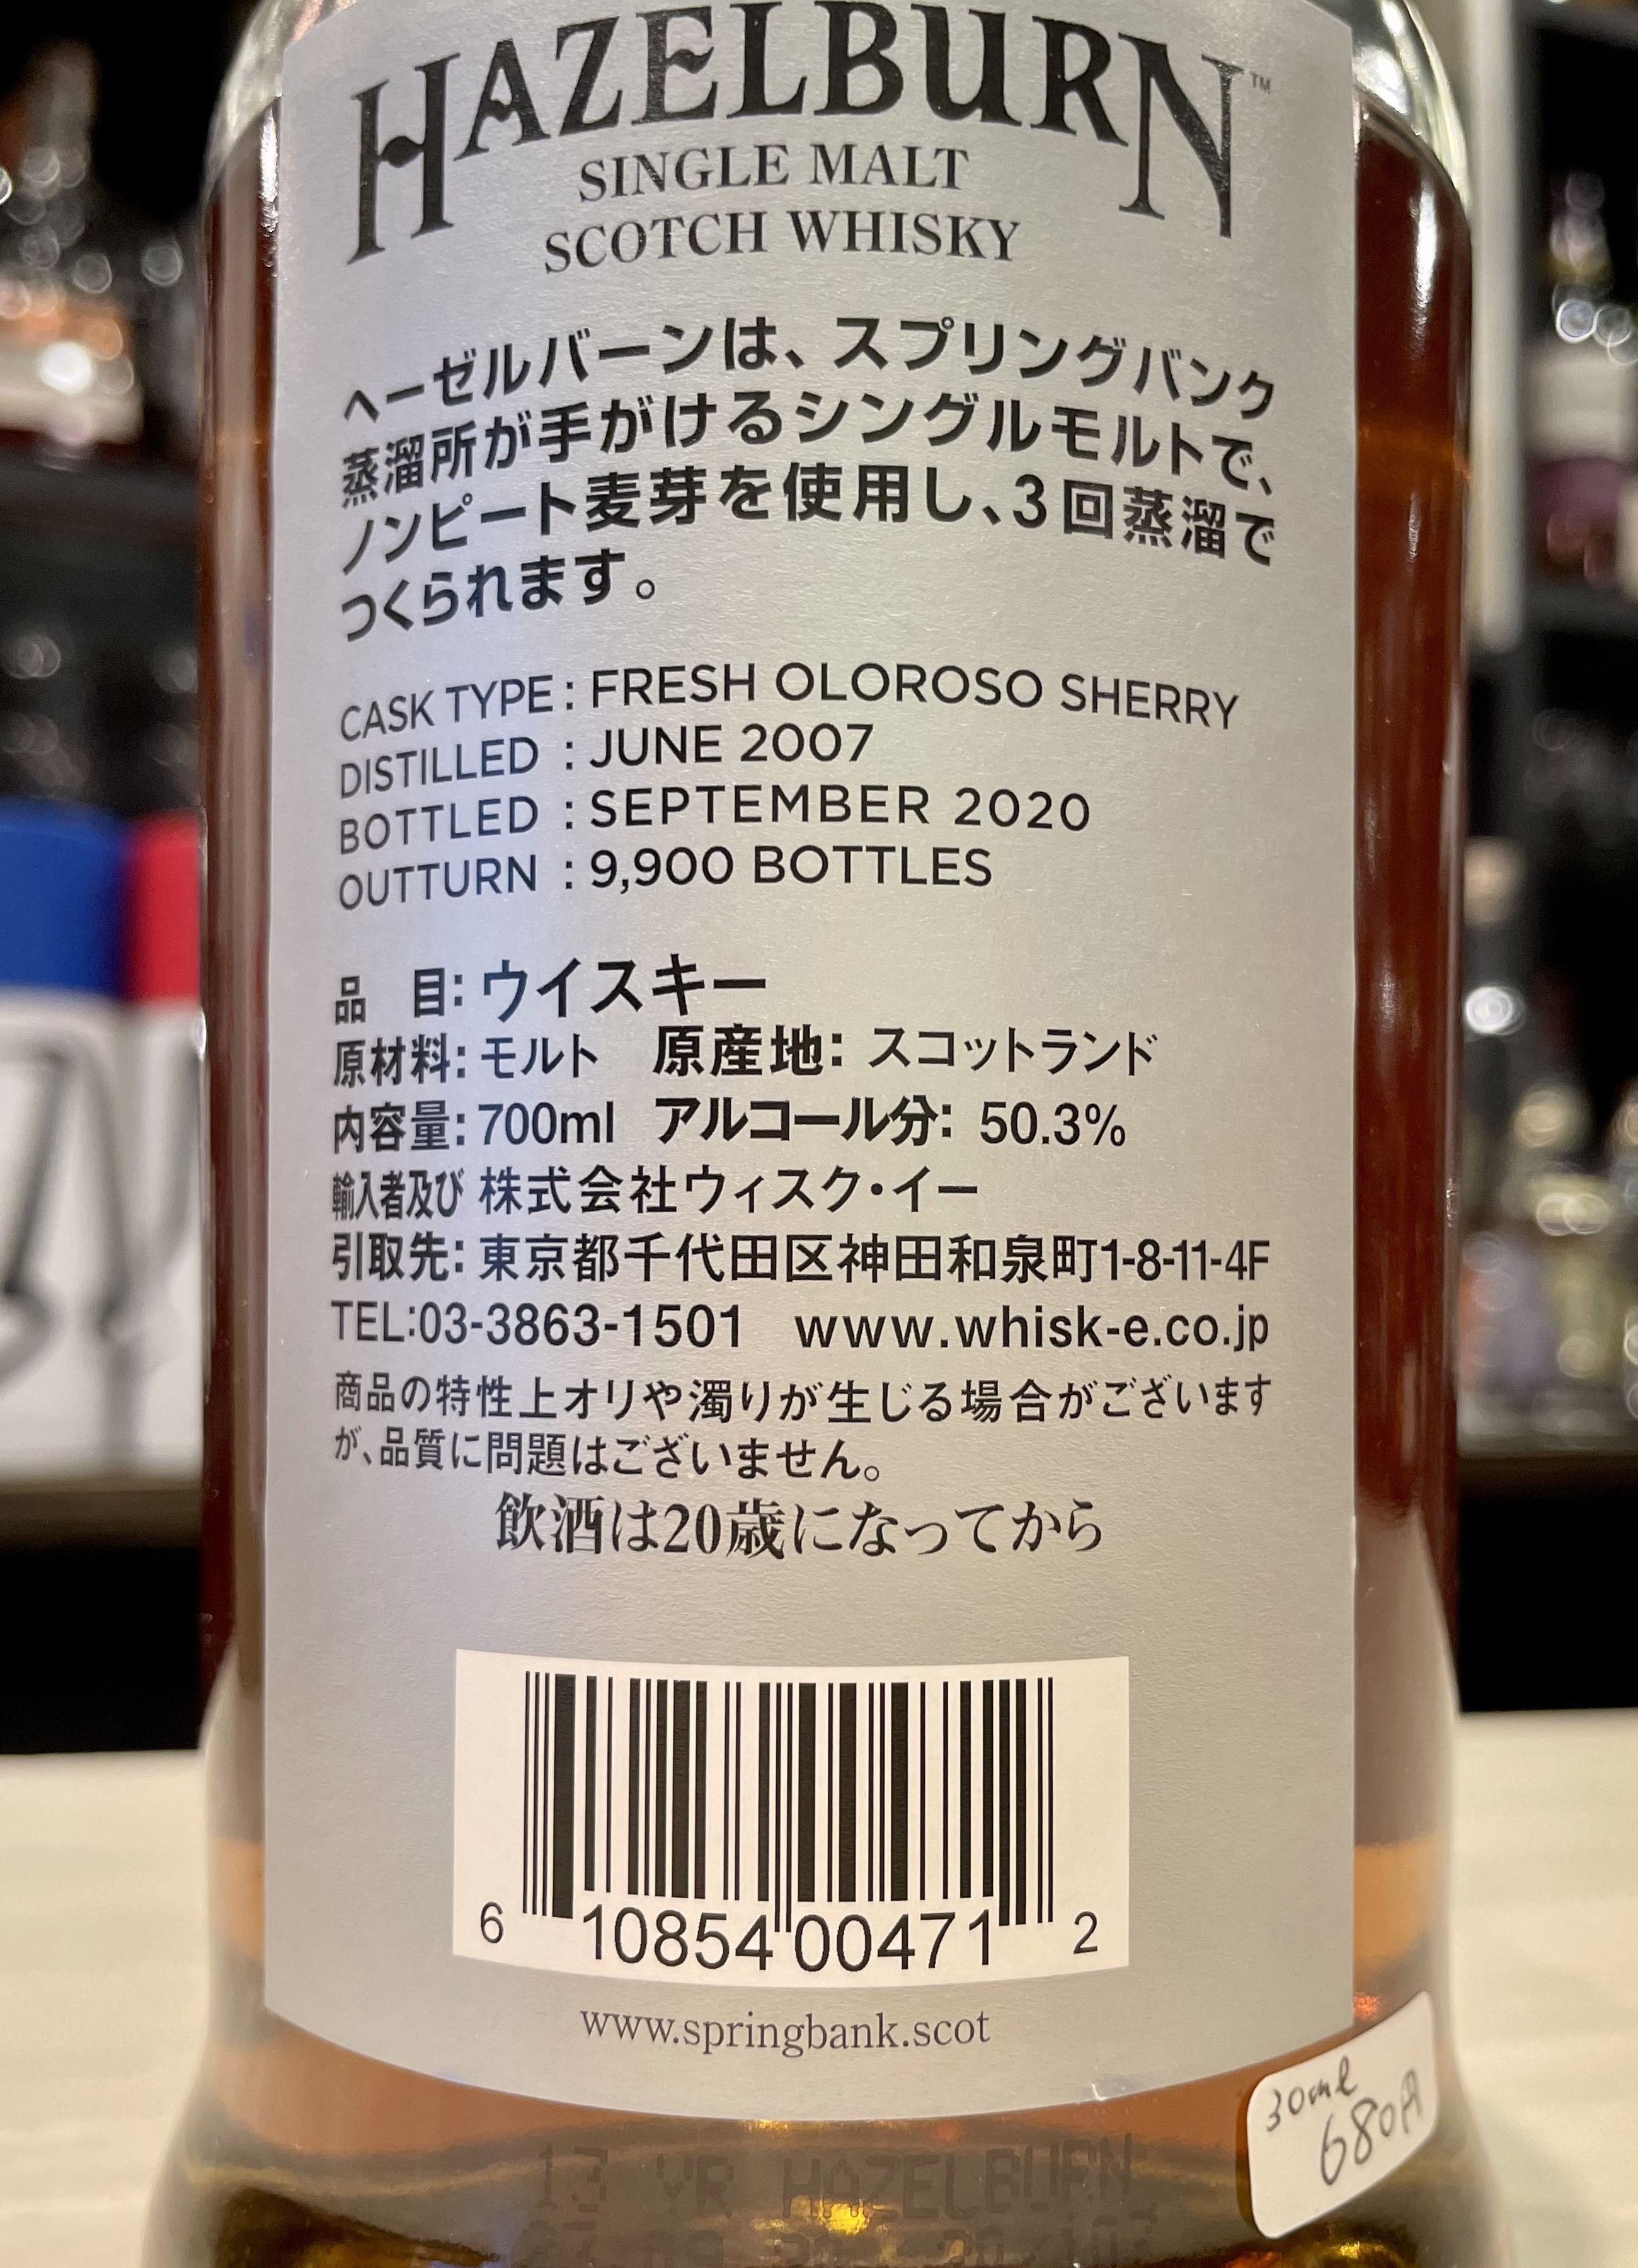 HAZELBURN™
SINGLE MALT
SCOTCH WHISKY
ヘーゼルバーンは、スプリングバンク
蒸溜所が手がけるシングルモルトで、
ノンピート麦芽を使用し、3回蒸溜で
つくられます。
CASK TYPE : FRESH OLOROSO SHERRY
DISTILLED : JUNE 2007
BOTTLED : SEPTEMBER 2020
OUTTURN : 9,900 BOTTLES
品 目: ウイスキー
原材料: モルト 原産地: スコットランド
内容量: 700ml アルコール分: 50.3%
輸入者及び 株式会社ウィスク・イー
引取先: 東京都千代田区神田和泉町1-8-11-4F
TEL:03-3863-1501 www.whisk-e.co.jp
商品の特性上オリや濁りが生じる場合がございます
が、品質に問題はございません。
飲酒は20歳になってから
6 10854 00471 2
www.springbank.scot
30ml
680円
13 YR HAZELBURN